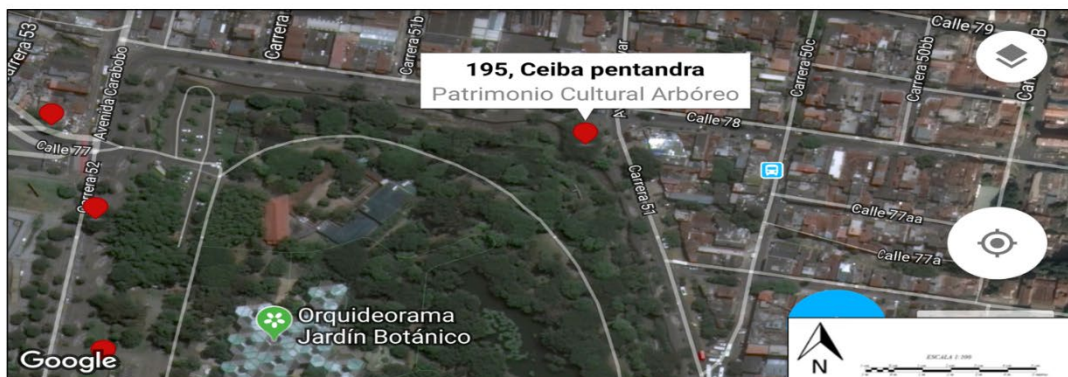 Carrera 53
Avenida Carabobo
Carrera
Carrera 51b
Carrera 50c
Carrera 50bb
Calle 79
195, Ceiba pentandra
Patrimonio Cultural Arbóreo
Calle 78
Calle 77
Carrera 52
Carrera 51
Calle 77aa
Calle 77a
Orquideorama
Jardín Botánico
Google
N
ESCALA 1:500